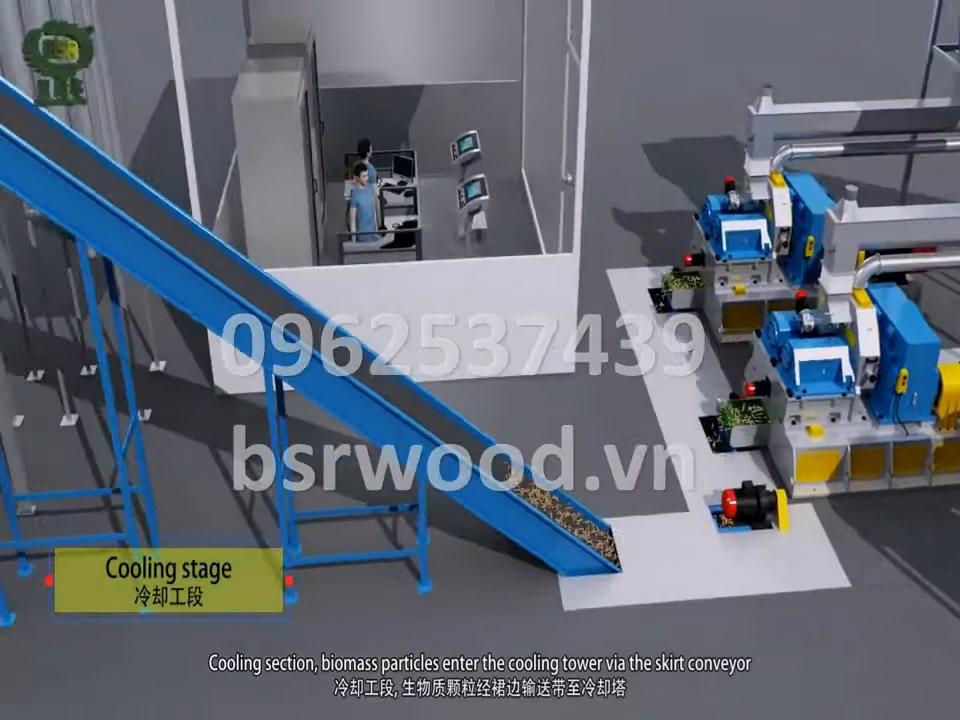 0962537439
bsrwood.vn
Cooling stage
冷却工段
Cooling section, biomass particles enter the cooling tower via the skirt conveyor
冷却工段, 生物质颗粒经裙边输送带至冷却塔